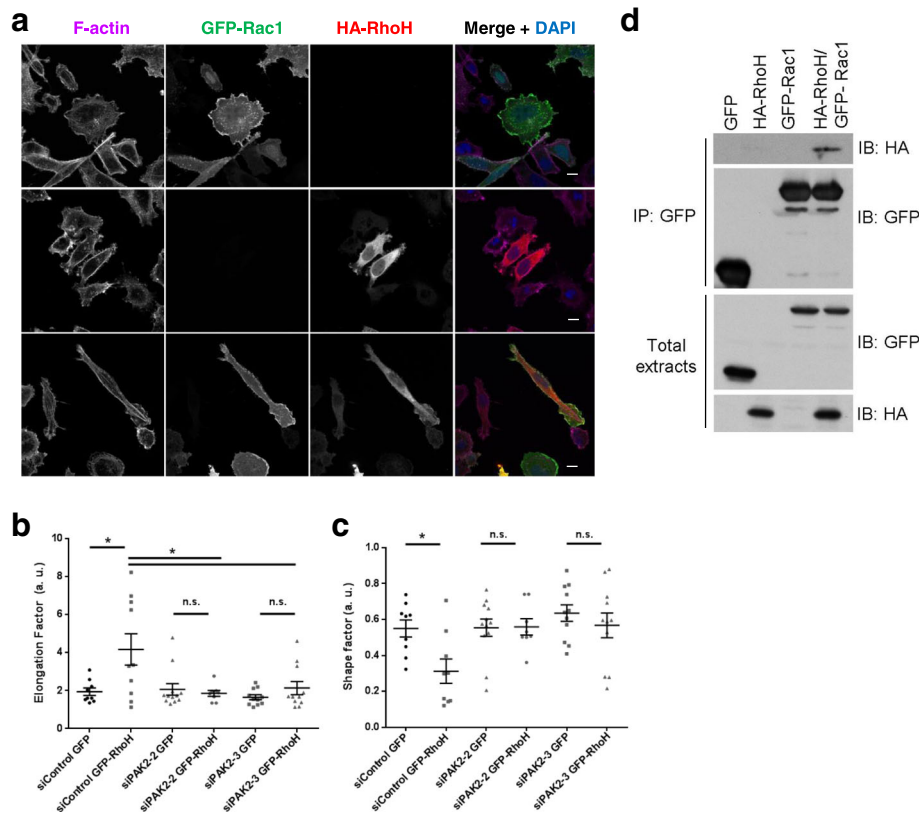 a
F-actin GFP-Rac1 HA-RhoH Merge + DAPI
d
GFP
HA-RhoH
GFP-Rac1
HA-RhoH/
GFP- Rac1
IB: HA
IP: GFP
IB: GFP
Total
extracts
IB: GFP
IB: HA
b
Elongation Factor (a. u.)
10
8
6
4
2
0
*
*
n.s.
n.s.
siControl GFP
siControl GFP-RhoH
siPAK2-2 GFP
siPAK2-2 GFP-RhoH
siPAK2-3 GFP
siPAK2-3 GFP-RhoH
c
Shape factor (a. u.)
1.0
0.8
0.6
0.4
0.2
0.0
*
n.s.
n.s.
siControl GFP
siControl GFP-RhoH
siPAK2-2 GFP
siPAK2-2 GFP-RhoH
siPAK2-3 GFP
siPAK2-3 GFP-RhoH